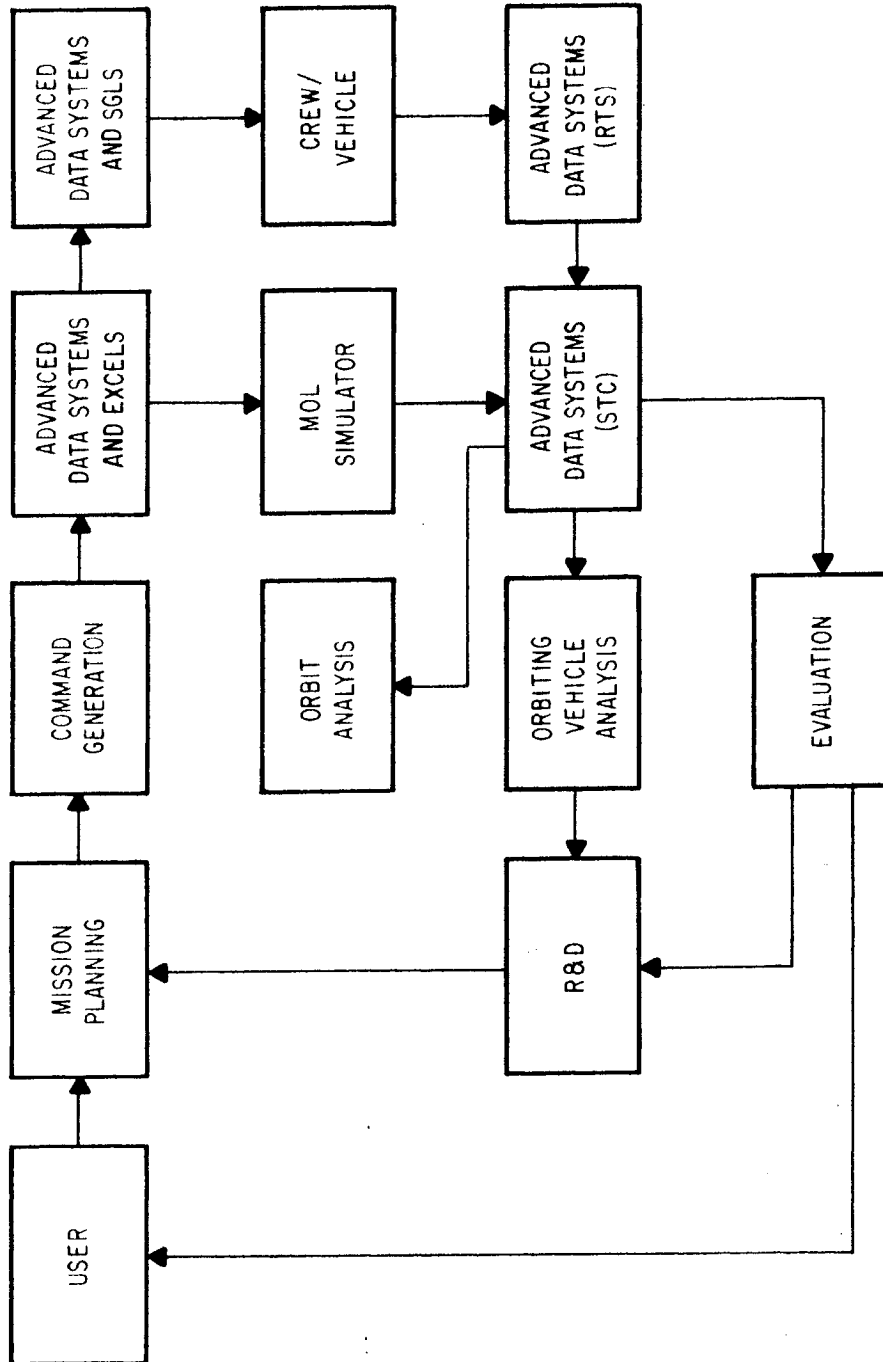 USER
MISSION
PLANNING
COMMAND
GENERATION
ADVANCED
DATA SYSTEMS
AND EXCELS
ADVANCED
DATA SYSTEMS
AND SGLS
ORBIT
ANALYSIS
MOL
SIMULATOR
CREW/
VEHICLE
R&D
ORBITING
VEHICLE
ANALYSIS
ADVANCED
DATA SYSTEMS
(STC)
ADVANCED
DATA SYSTEMS
(RTS)
EVALUATION